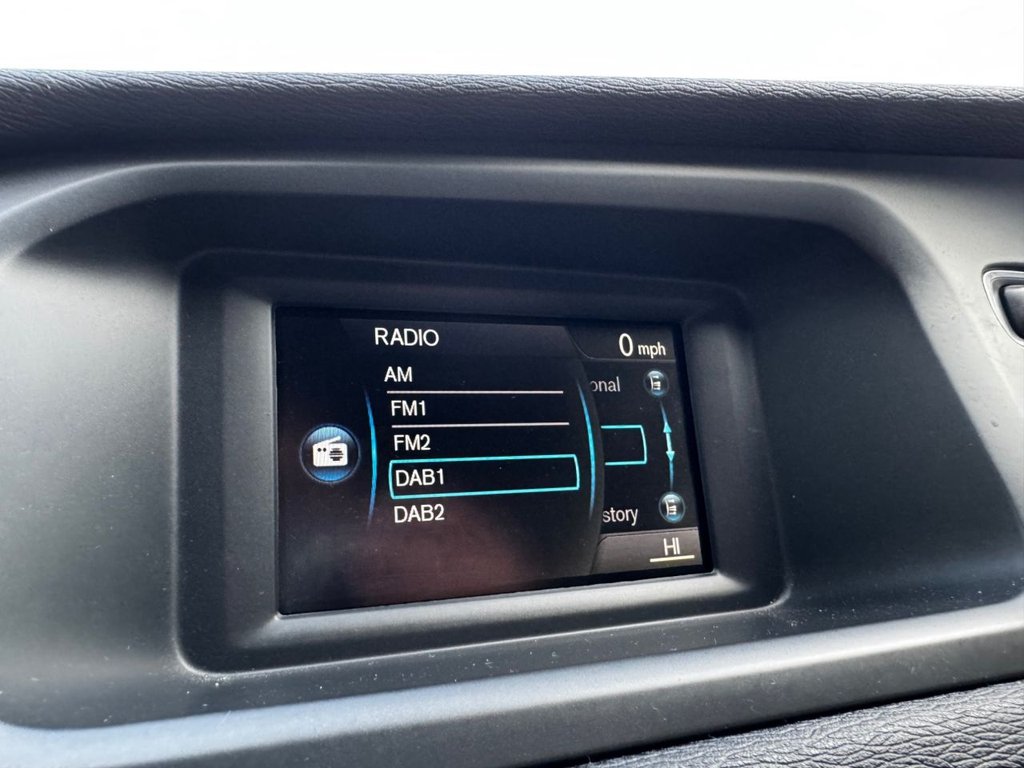 RADIO
0 mph
AM
onal
FM1
FM2
DAB1
DAB2
story
HI